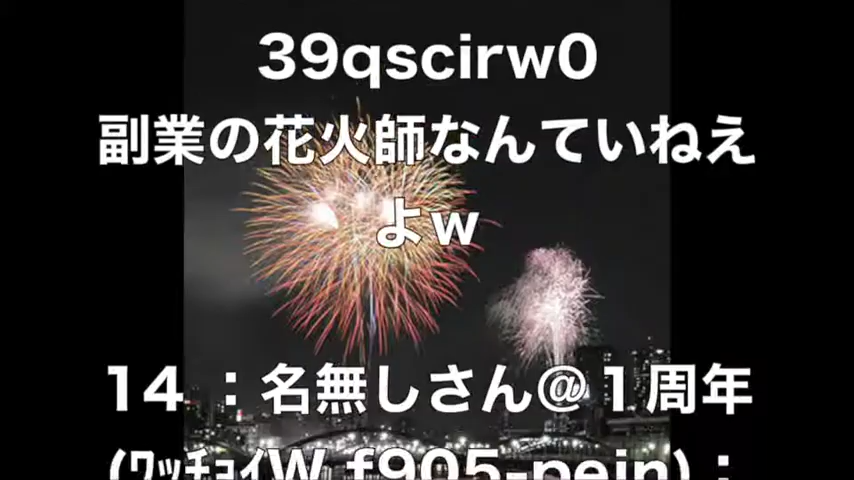 39qscirw0
副業の花火師なんていねえ
よw
14 ：名無しさん@１周年
(ﾜｯﾁｮｲW f905-pein)：